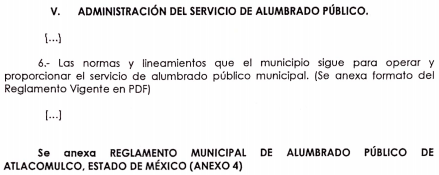 V. ADMINISTRACIÓN DEL SERVICIO DE ALUMBRADO PÚBLICO.
[...]
6.- Las normas y lineamientos que el municipio sigue para operar y
proporcionar el servicio de alumbrado público municipal. (Se anexa formato del
Reglamento Vigente en PDF)
[...]
Se anexa REGLAMENTO MUNICIPAL DE ALUMBRADO PÚBLICO DE
ATLACOMULCO, ESTADO DE MÉXICO (ANEXO 4)